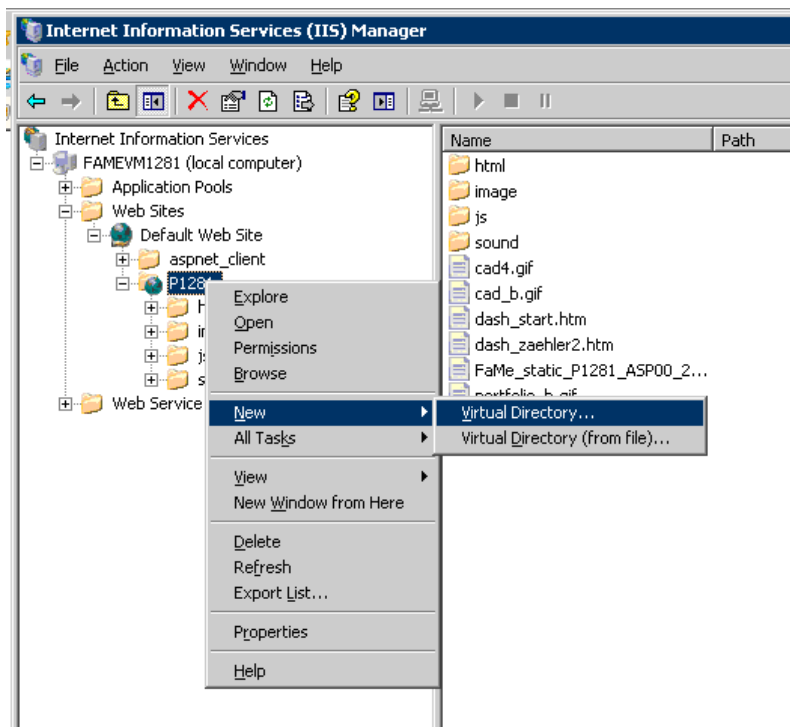 Internet Information Services (IIS) Manager
File Action View Window Help
Internet Information Services
FAMEVM1281 (local computer)
Application Pools
Web Sites
Default Web Site
aspnet_client
P1281
Web Service
Explore
Open
Permissions
Browse
New
All Tasks
View
New Window from Here
Delete
Refresh
Export List...
Properties
Help
Virtual Directory...
Virtual Directory (from file)...
Name Path
html
image
js
sound
cad4.gif
cad_b.gif
dash_start.htm
dash_zaehler2.htm
FaMe_static_P1281_ASP00_2...
portfolio_b.gif